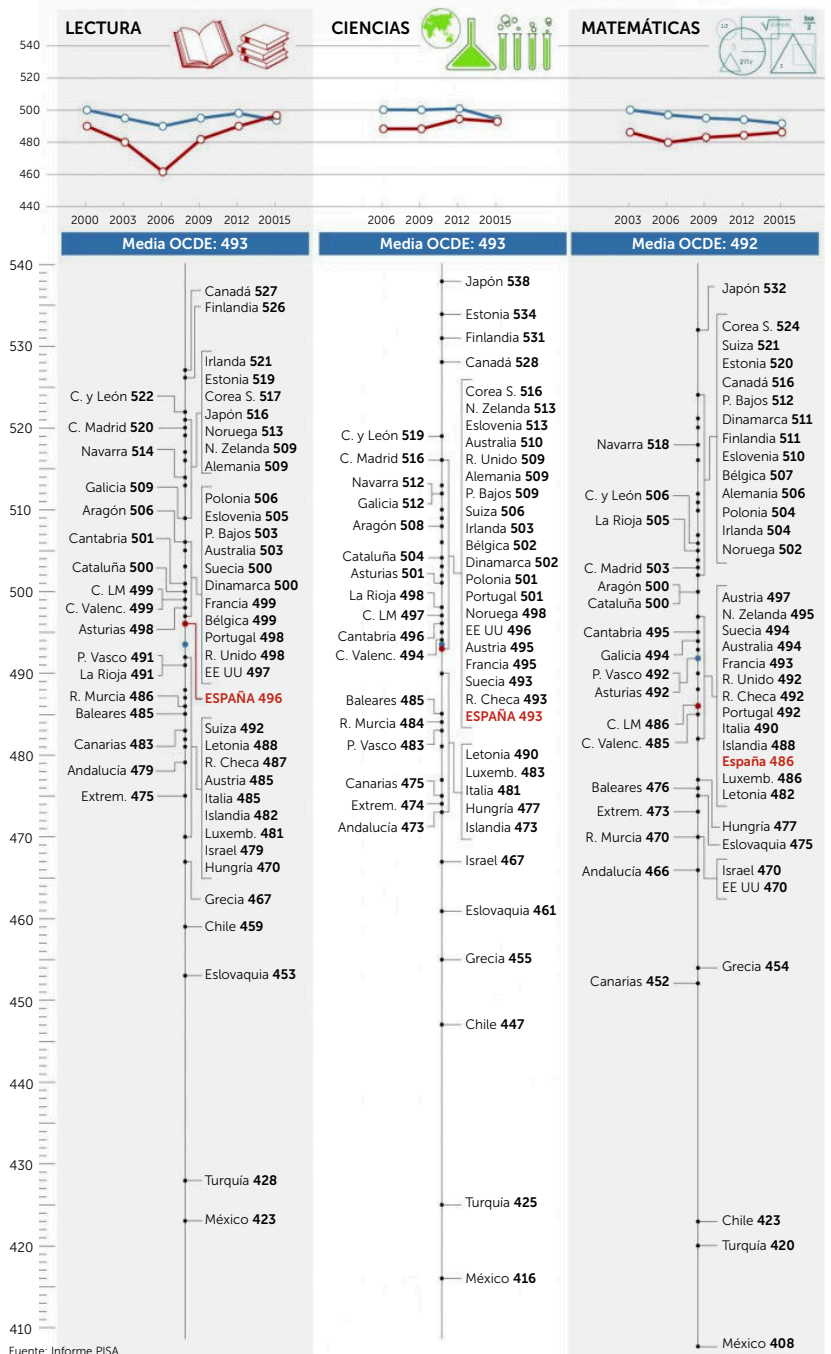 LECTURA
540
520
500
480
460
440
2000 2003 2006 2009 2012 20015
Media OCDE: 493
CIENCIAS
2006 2009 2012 20015
Media OCDE: 493
MATEMÁTICAS
2003 2006 2009 2012 20015
Media OCDE: 492
540
530
520
510
500
490
480
470
460
450
440
430
420
410
C. y León 522
C. Madrid 520
Navarra 514
Galicia 509
Aragón 506
Cantabria 501
Cataluña 500
C. LM 499
C. Valenc. 499
Asturias 498
P. Vasco 491
La Rioja 491
R. Murcia 486
Baleares 485
Canarias 483
Andalucía 479
Extrem. 475
Canadá 527
Finlandia 526
Irlanda 521
Estonia 519
Corea S. 517
Japón 516
Noruega 513
N. Zelanda 509
Alemania 509
Polonia 506
Eslovenia 505
P. Bajos 503
Australia 503
Suecia 500
Dinamarca 500
Francia 499
Bélgica 499
Portugal 498
R. Unido 498
EE UU 497
ESPAÑA 496
Suiza 492
Letonia 488
R. Checa 487
Austria 485
Italia 485
Islandia 482
Luxemb. 481
Israel 479
Hungría 470
Grecia 467
Chile 459
Eslovaquia 453
Turquía 428
México 423
C. y León 519
C. Madrid 516
Navarra 512
Galicia 512
Aragón 508
Cataluña 504
Asturias 501
La Rioja 498
C. LM 497
Cantabria 496
C. Valenc. 494
Baleares 485
R. Murcia 484
P. Vasco 483
Canarias 475
Extrem. 474
Andalucía 473
Japón 538
Estonia 534
Finlandia 531
Canadá 528
Corea S. 516
N. Zelanda 513
Eslovenia 513
Australia 510
R. Unido 509
Alemania 509
P. Bajos 509
Suiza 506
Irlanda 503
Bélgica 502
Dinamarca 502
Polonia 501
Portugal 501
Noruega 498
EE UU 496
Austria 495
Francia 495
Suecia 493
R. Checa 493
ESPAÑA 493
Letonia 490
Luxemb. 483
Italia 481
Hungría 477
Islandia 473
Israel 467
Eslovaquia 461
Grecia 455
Chile 447
Turquía 425
México 416
Navarra 518
C. y León 506
La Rioja 505
C. Madrid 503
Aragón 500
Cataluña 500
Cantabria 495
Galicia 494
P. Vasco 492
Asturias 492
C. LM 486
C. Valenc. 485
Baleares 476
Extrem. 473
R. Murcia 470
Andalucía 466
Canarias 452
Japón 532
Corea S. 524
Suiza 521
Estonia 520
Canadá 516
P. Bajos 512
Dinamarca 511
Finlandia 511
Eslovenia 510
Bélgica 507
Alemania 506
Polonia 504
Irlanda 504
Noruega 502
Austria 497
N. Zelanda 495
Suecia 494
Australia 494
Francia 493
R. Unido 492
R. Checa 492
Portugal 492
Italia 490
Islandia 488
España 486
Luxemb. 486
Letonia 482
Hungría 477
Eslovaquia 475
Israel 470
EE UU 470
Grecia 454
Chile 423
Turquía 420
México 408
Fuente: Informe PISA